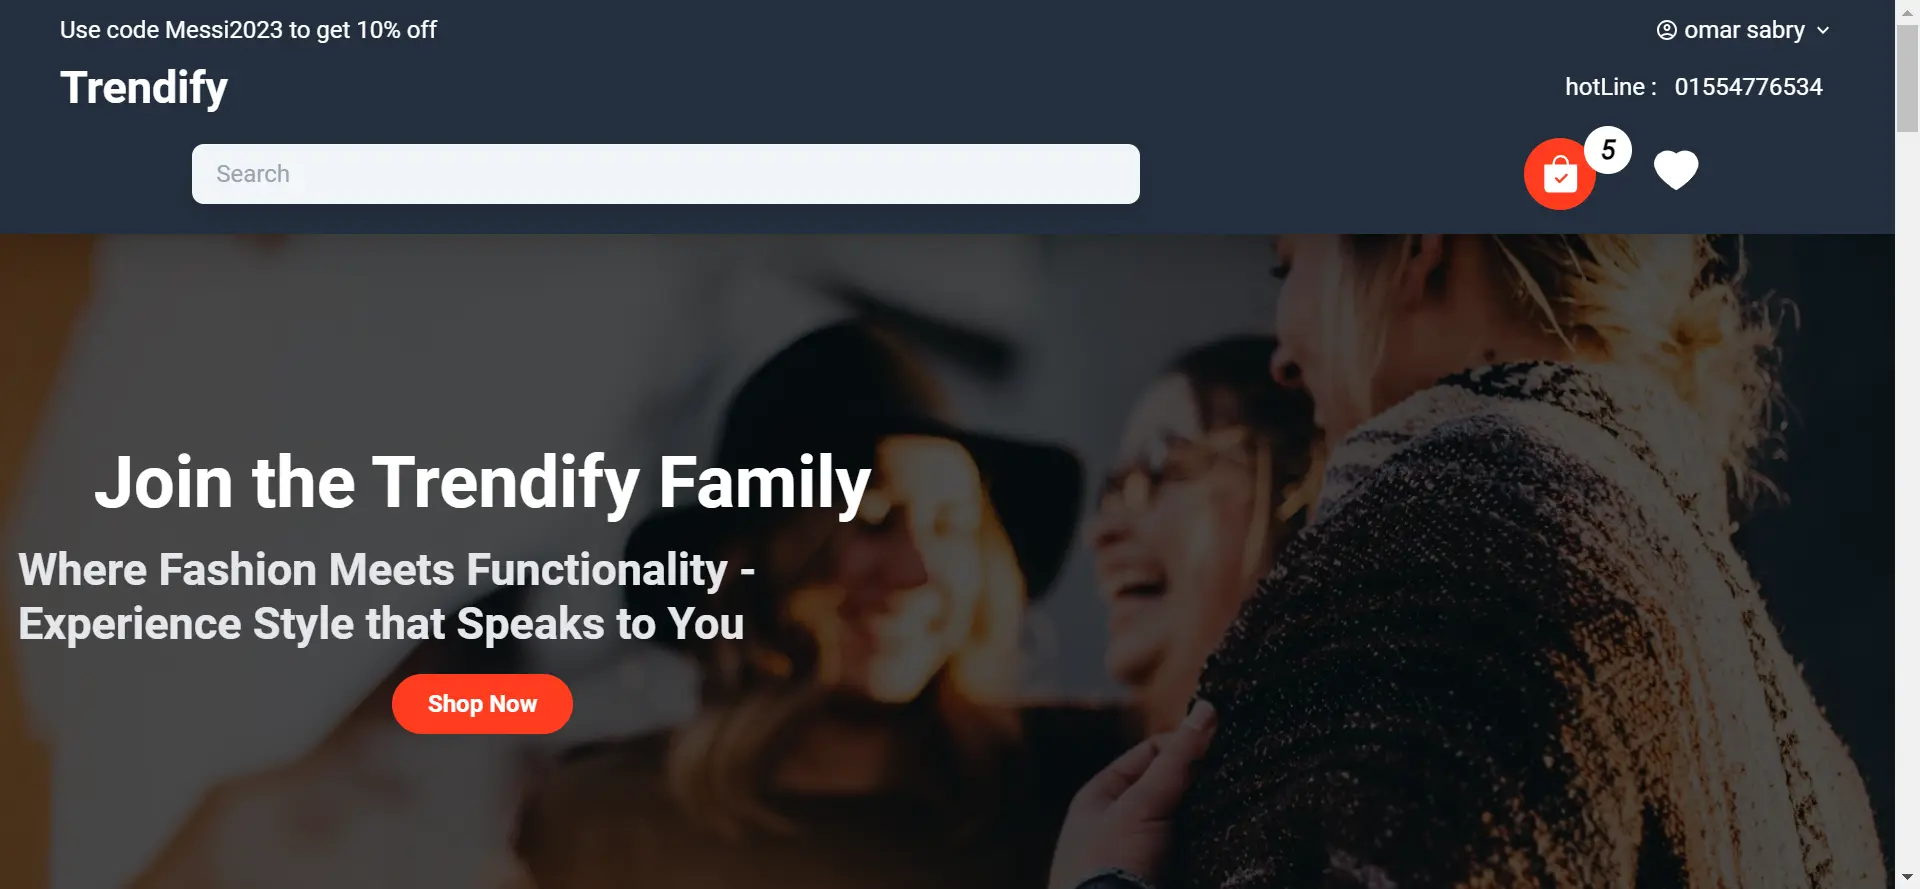 Use code Messi2023 to get 10% off
omar sabry
Trendify
hotLine : 01554776534
Search
5
Join the Trendify Family
Where Fashion Meets Functionality -
Experience Style that Speaks to You
Shop Now